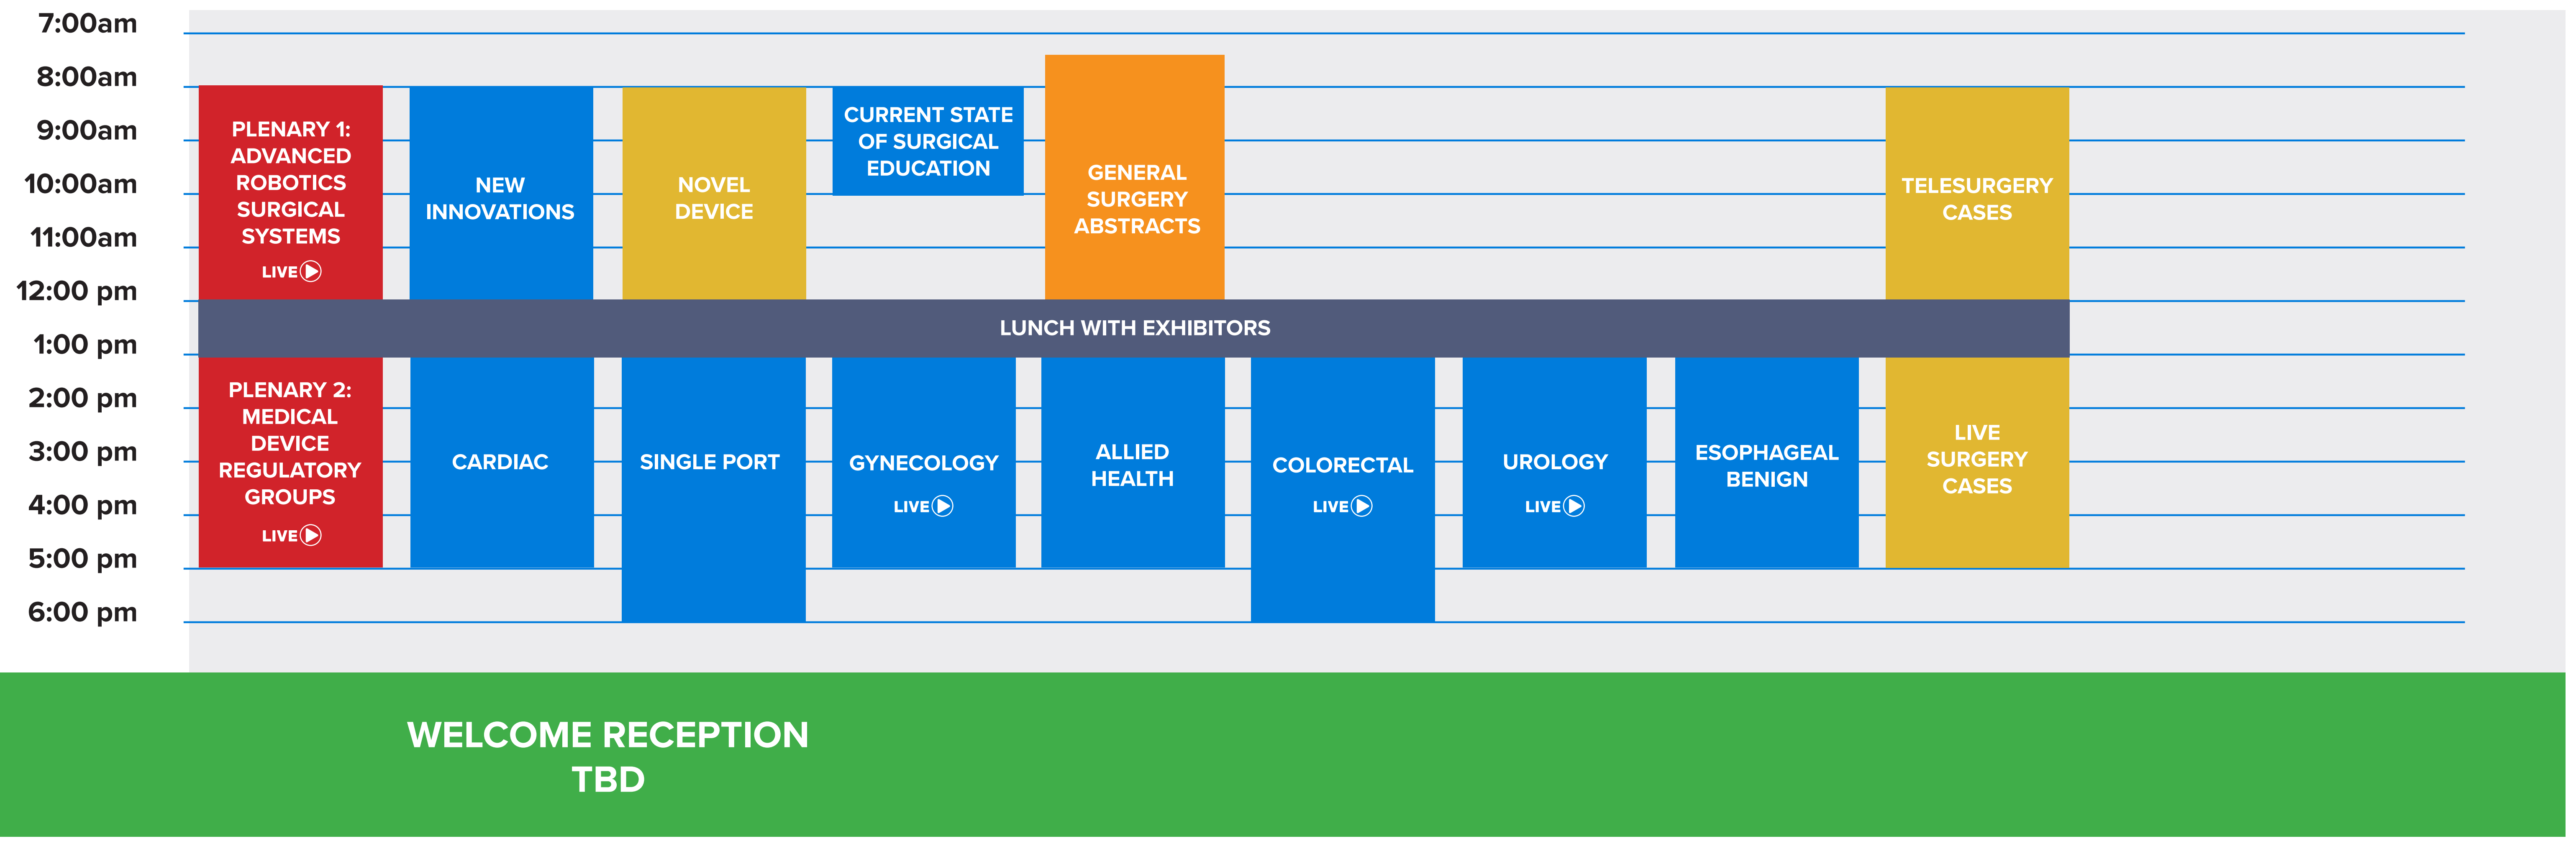 7:00am
8:00am
9:00am
10:00am
11:00am
12:00 pm
1:00 pm
2:00 pm
3:00 pm
4:00 pm
5:00 pm
6:00 pm
PLENARY 1:
ADVANCED
ROBOTICS
SURGICAL
SYSTEMS
LIVE
NEW
INNOVATIONS
NOVEL
DEVICE
CURRENT STATE
OF SURGICAL
EDUCATION
GENERAL
SURGERY
ABSTRACTS
TELESURGERY
CASES
LUNCH WITH EXHIBITORS
PLENARY 2:
MEDICAL
DEVICE
REGULATORY
GROUPS
LIVE
CARDIAC
SINGLE PORT
GYNECOLOGY
LIVE
ALLIED
HEALTH
COLORECTAL
LIVE
UROLOGY
LIVE
ESOPHAGEAL
BENIGN
LIVE
SURGERY
CASES
WELCOME RECEPTION
TBD